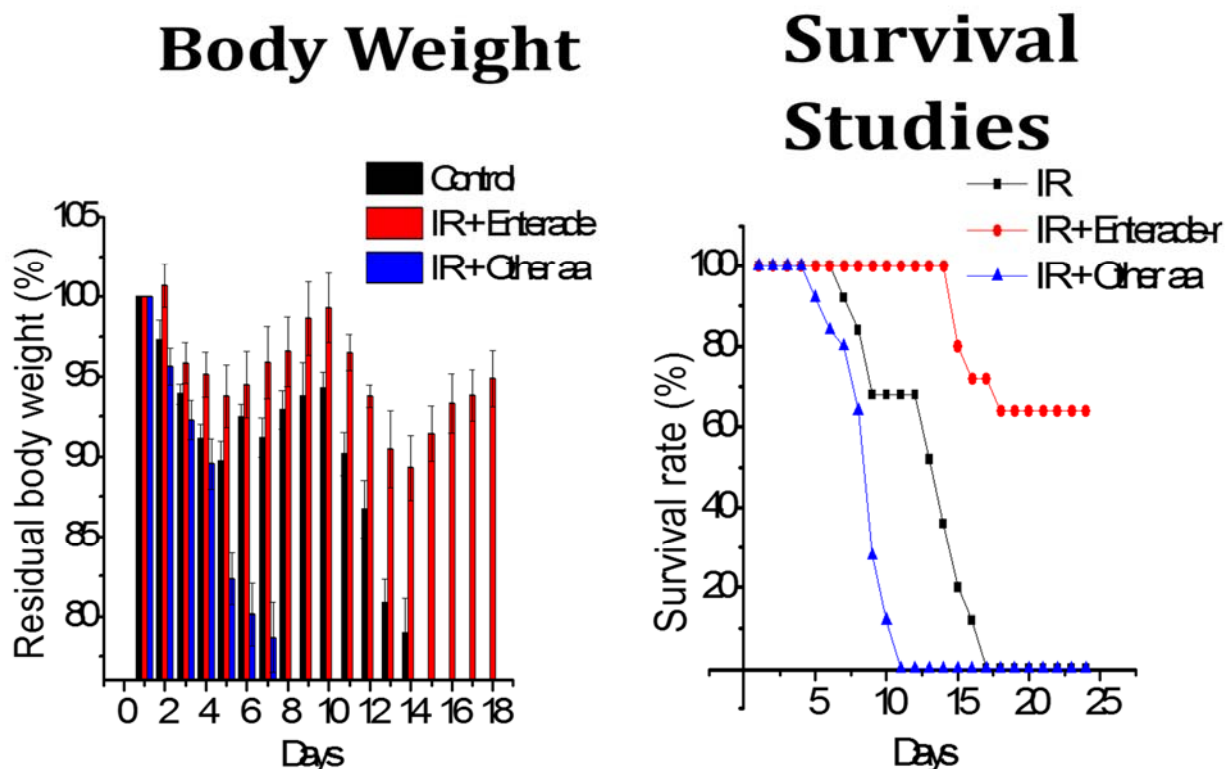 Body Weight
Control
IR+Enterade
IR+Other aa
Residual body weight (%)
105
100
95
90
85
80
0 2 4 6 8 10 12 14 16 18
Days
Survival
Studies
IR
IR+Enterade-r
IR+Other aa
Survival rate (%)
100
80
60
40
20
5 10 15 20 25
Days